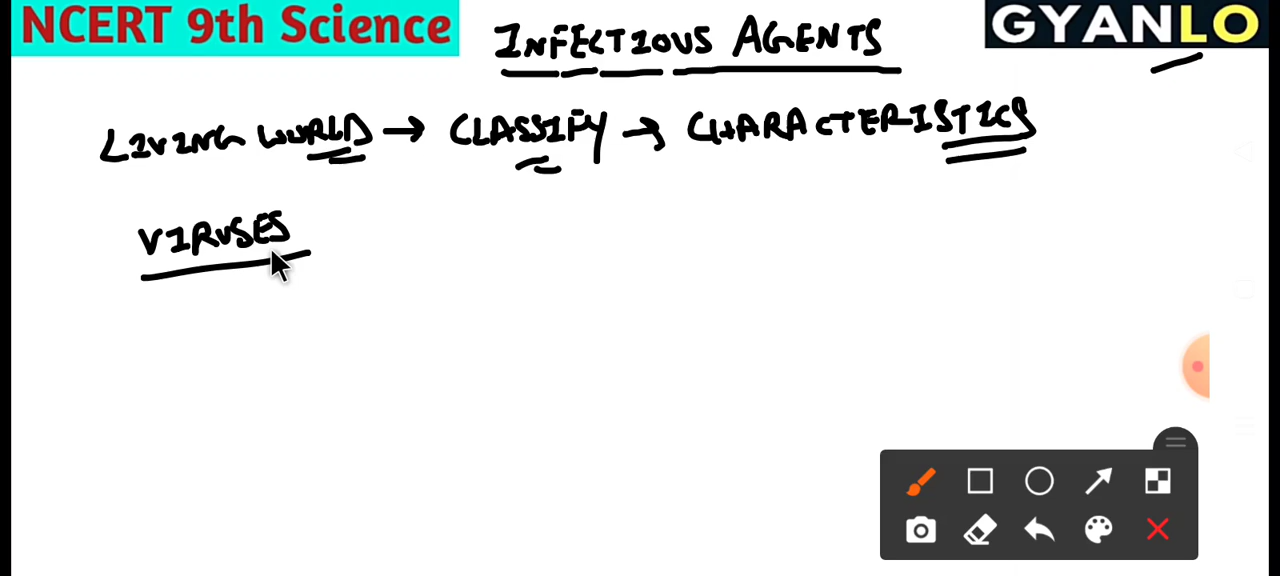 NCERT 9th Science
INFECTIOUS AGENTS
GYANLO
LIVING WORLD → CLASSIFY → CHARACTERISTICS
VIRUSES